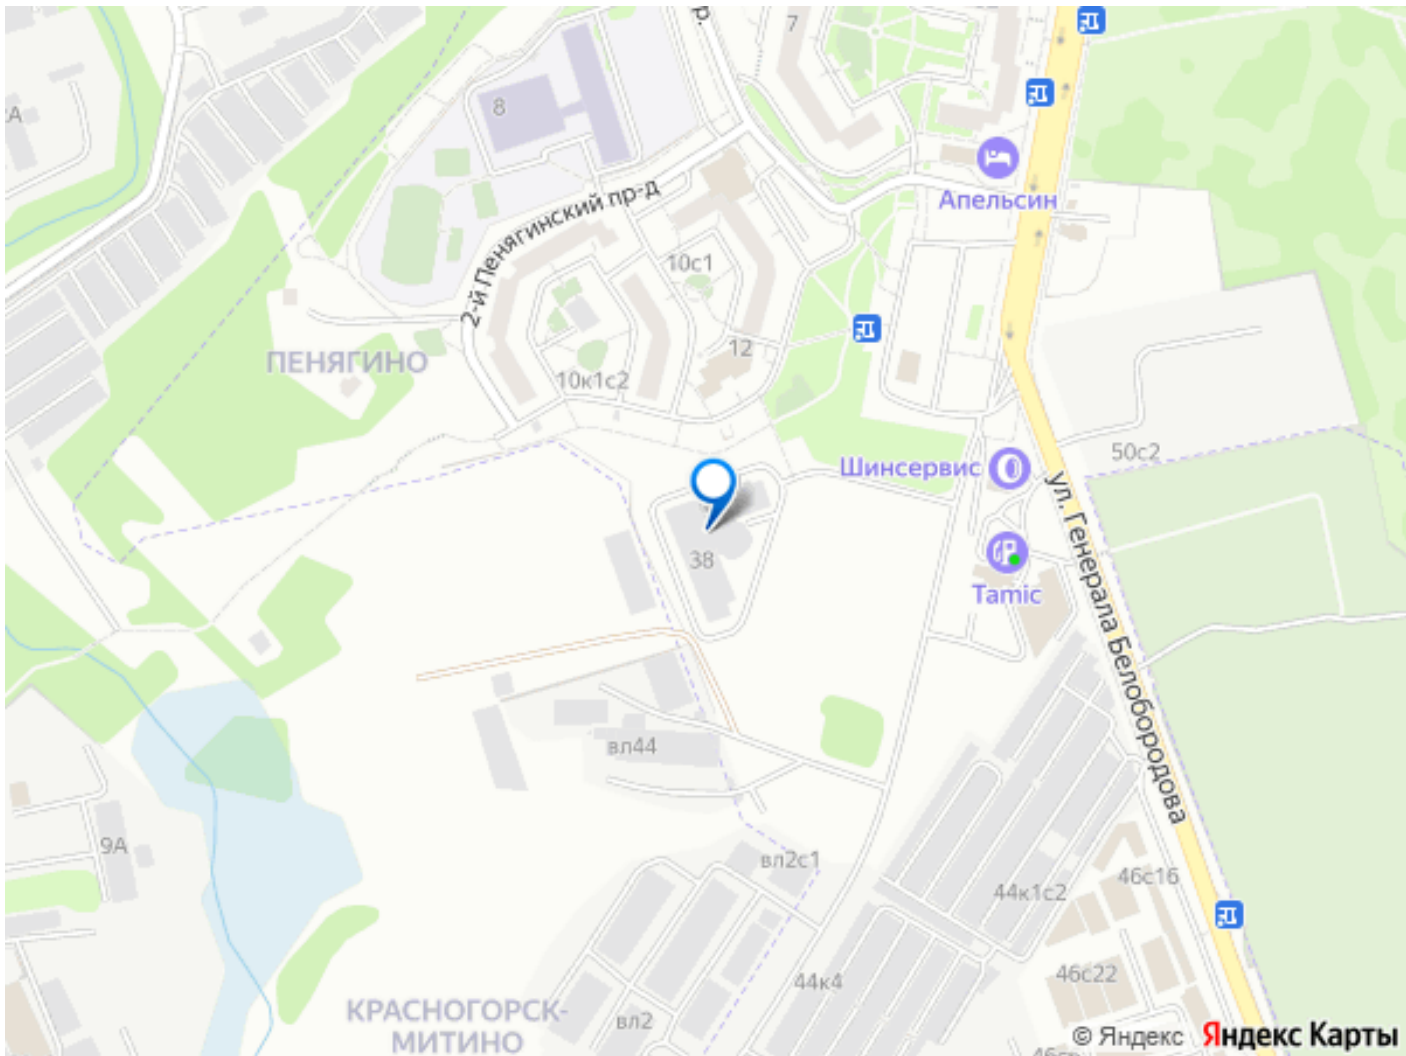 7
8
Апельсин
2-й Пенягинский пр-д
10с1
12
ПЕНЯГИНО
10к1с2
50с2
Шинсервис
ул. Генерала Белобородова
38
Tamic
вл44
9А
вл2с1
46с16
44к1с2
46с22
44к4
КРАСНОГОРСК-
МИТИНО
вл2
© Яндекс Яндекс Карты